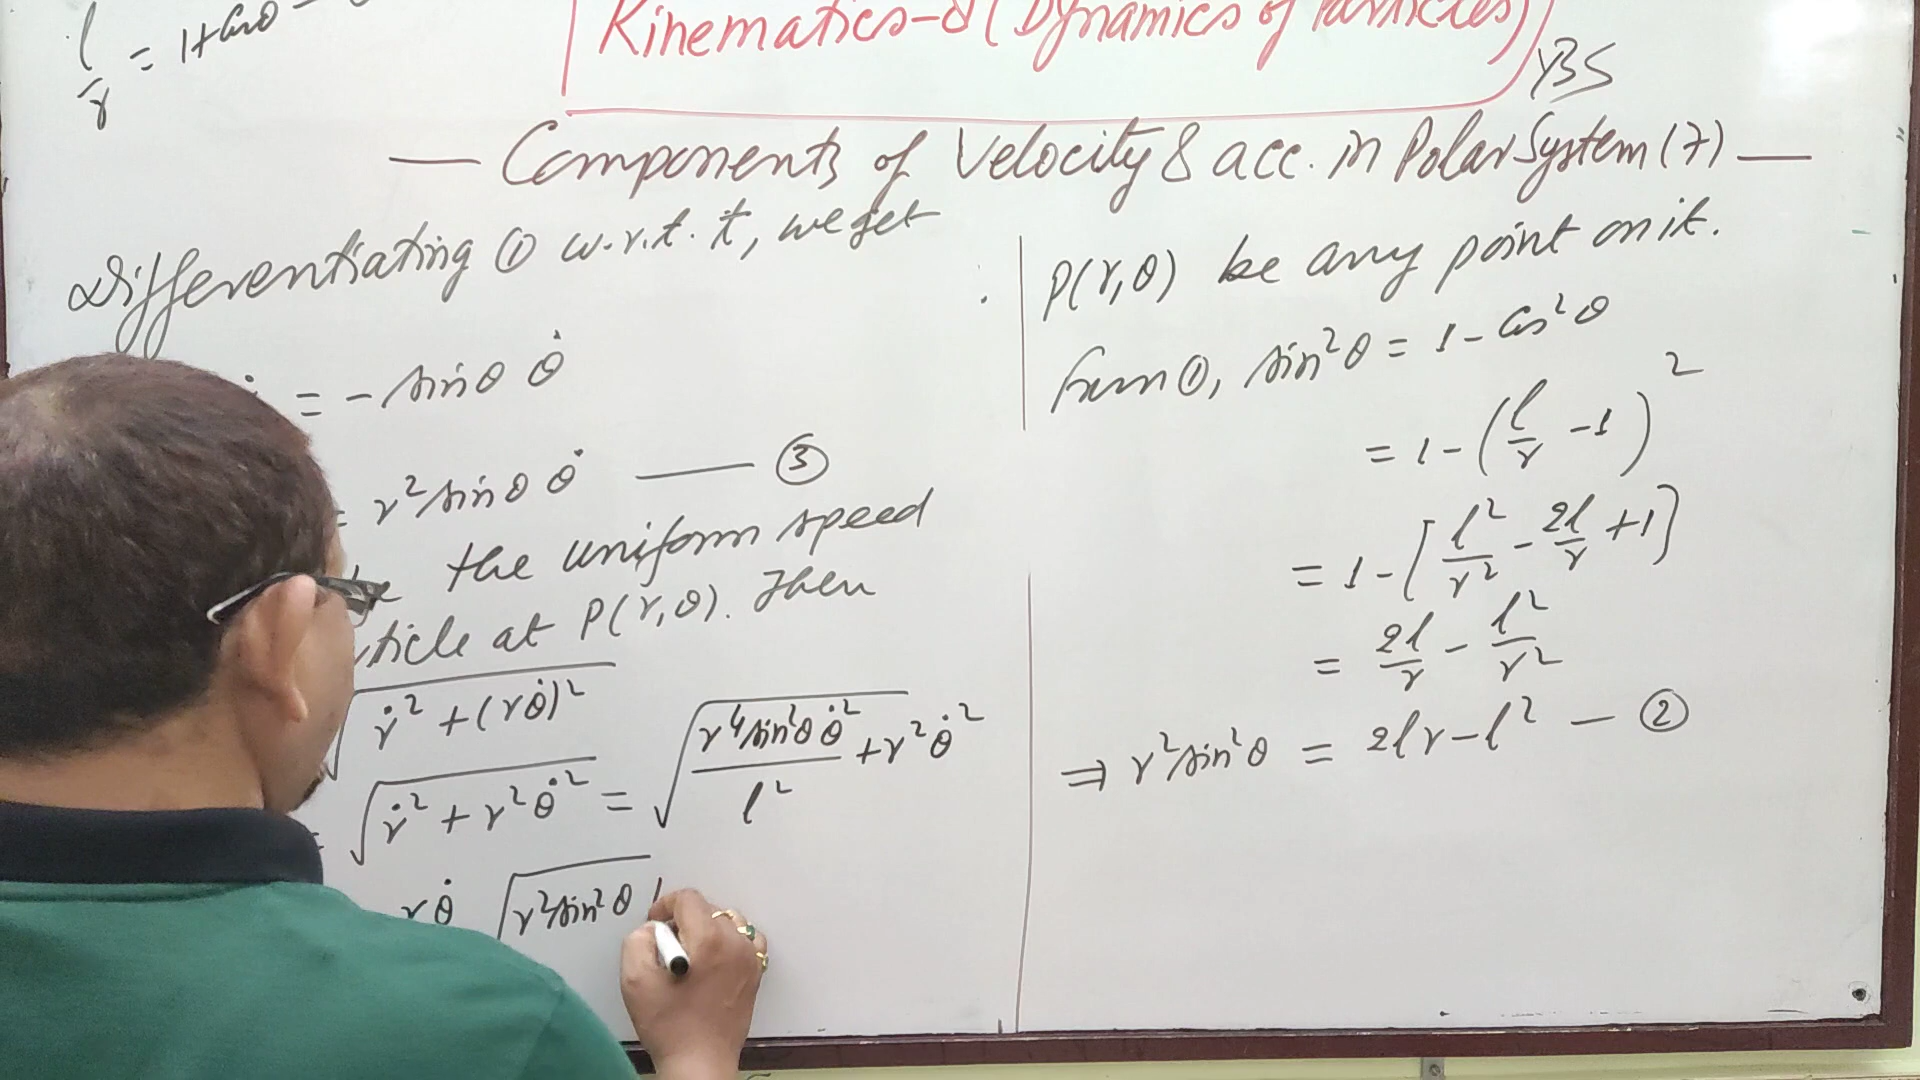 l/r = 1+cosθ
Kinematics-d (Dynamics of Particles)
YBS
— Components of Velocity & acc. in Polar System (7) —
Differentiating ① w.r.t. t, we get
= - sinθ θ̇
= r² sinθ θ̇ — ③
the uniform speed
ticle at P(r,θ). Then
√(ṙ² + (rθ̇)²)
= √(ṙ² + r²θ̇²) = √(r⁴sin²θ θ̇²/l² + r²θ̇²)
rθ̇ √(r²sin²θ
P(r,θ) be any point on it.
from ①, sin²θ = 1 - cos²θ
= 1 - (l/r - 1)²
= 1 - [l²/r² - 2l/r + 1]
= 2l/r - l²/r²
⇒ r²sin²θ = 2lr - l² — ②